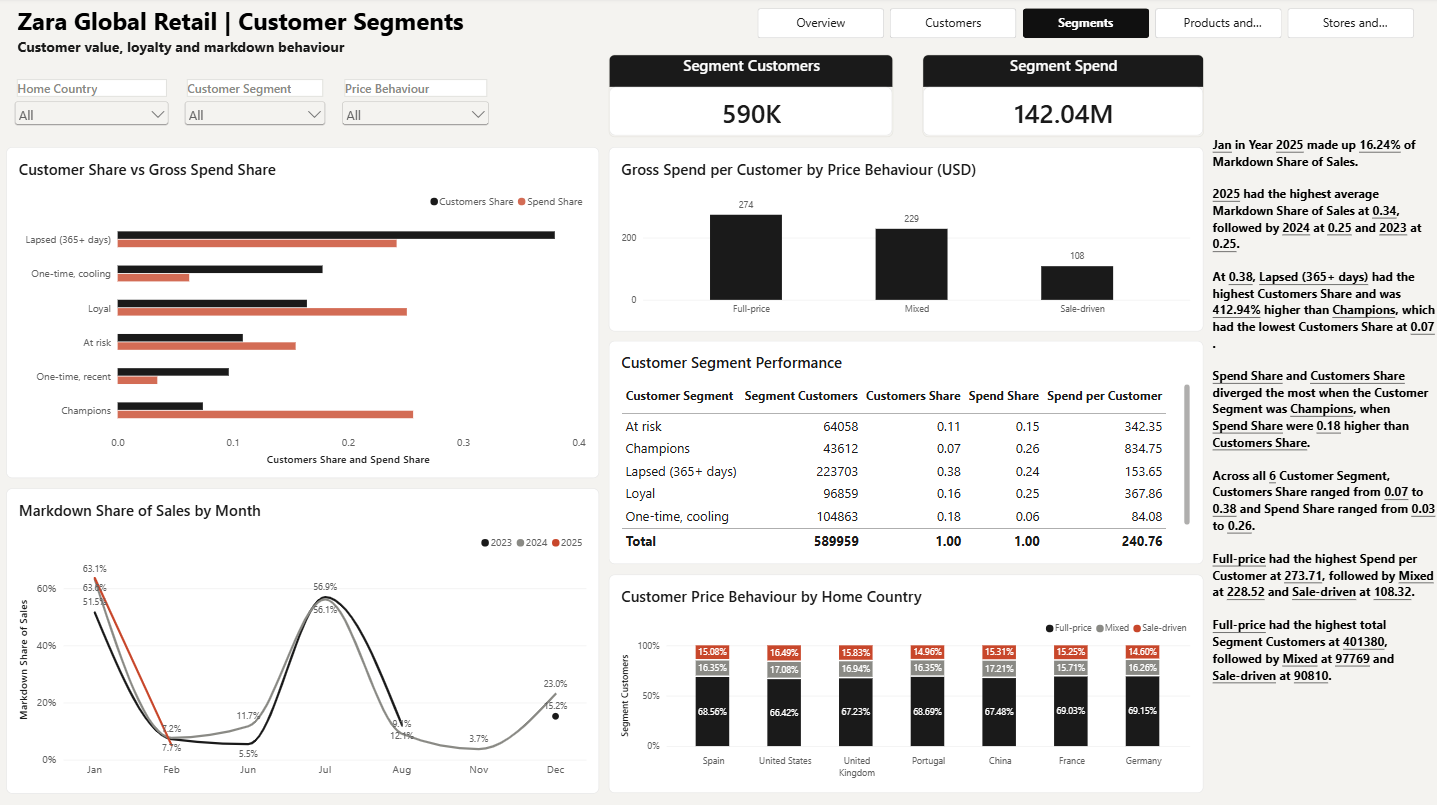 Zara Global Retail | Customer Segments
Customer value, loyalty and markdown behaviour
Overview
Customers
Segments
Products and...
Stores and...
Home Country
All
Customer Segment
All
Price Behaviour
All
Segment Customers
590K
Segment Spend
142.04M
Customer Share vs Gross Spend Share
Customers Share Spend Share
Lapsed (365+ days)
One-time, cooling
Loyal
At risk
One-time, recent
Champions
0.0 0.1 0.2 0.3 0.4
Customers Share and Spend Share
Gross Spend per Customer by Price Behaviour (USD)
200
0
274
229
108
Full-price Mixed Sale-driven
Customer Segment Performance
Customer Segment Segment Customers Customers Share Spend Share Spend per Customer
At risk 64058 0.11 0.15 342.35
Champions 43612 0.07 0.26 834.75
Lapsed (365+ days) 223703 0.38 0.24 153.65
Loyal 96859 0.16 0.25 367.86
One-time, cooling 104863 0.18 0.06 84.08
Total 589959 1.00 1.00 240.76
Markdown Share of Sales by Month
2023 2024 2025
Markdown Share of Sales
60%
40%
20%
0%
63.1%
51.5%
7.2%
7.7%
11.7%
5.5%
56.9%
56.1%
9.1%
12.1%
3.7%
23.0%
15.2%
Jan Feb Jun Jul Aug Nov Dec
Customer Price Behaviour by Home Country
Full-price Mixed Sale-driven
Segment Customers
100%
50%
0%
15.08% 16.49% 15.83% 14.96% 15.31% 15.25% 14.60%
16.35% 17.08% 16.94% 16.35% 17.21% 15.71% 16.26%
68.56% 66.42% 67.23% 68.69% 67.48% 69.03% 69.15%
Spain United States United Portugal China France Germany
Kingdom
Jan in Year 2025 made up 16.24% of
Markdown Share of Sales.
2025 had the highest average
Markdown Share of Sales at 0.34,
followed by 2024 at 0.25 and 2023 at
0.25.
At 0.38, Lapsed (365+ days) had the
highest Customers Share and was
412.94% higher than Champions, which
had the lowest Customers Share at 0.07
.
Spend Share and Customers Share
diverged the most when the Customer
Segment was Champions, when
Spend Share were 0.18 higher than
Customers Share.
Across all 6 Customer Segment,
Customers Share ranged from 0.07 to
0.38 and Spend Share ranged from 0.03
to 0.26.
Full-price had the highest Spend per
Customer at 273.71, followed by Mixed
at 228.52 and Sale-driven at 108.32.
Full-price had the highest total
Segment Customers at 401380,
followed by Mixed at 97769 and
Sale-driven at 90810.